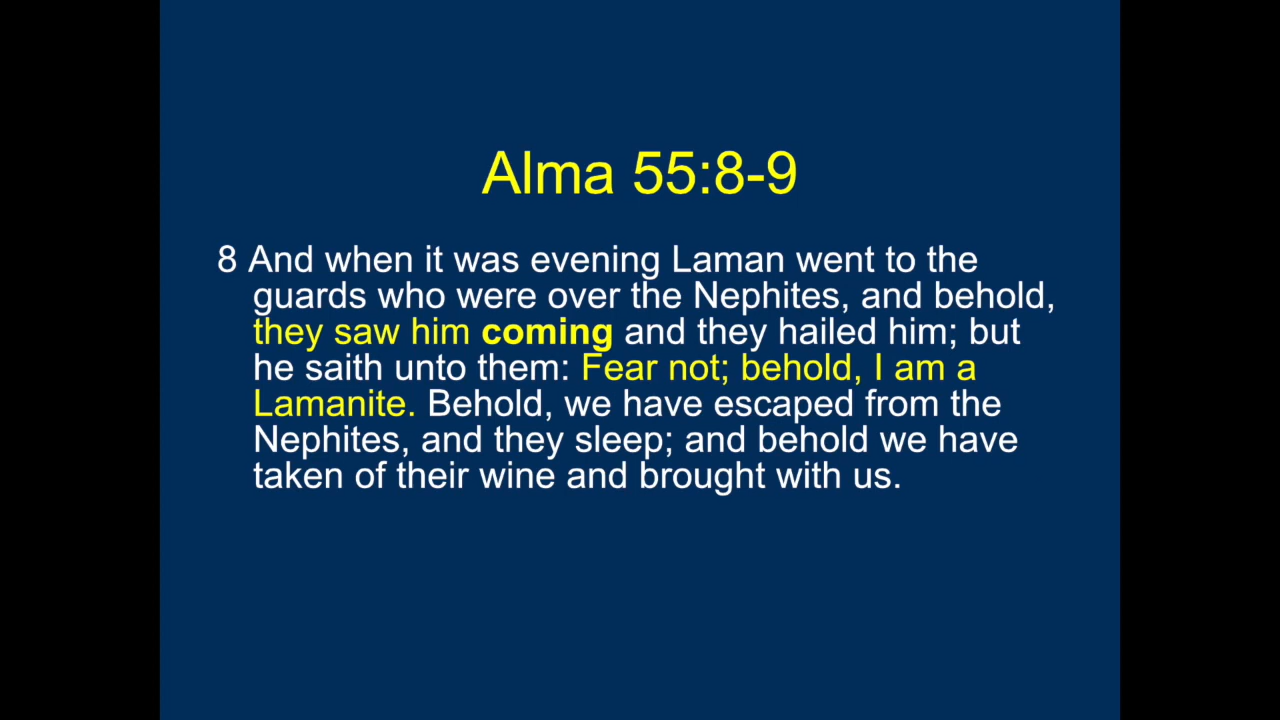 Alma 55:8-9
8 And when it was evening Laman went to the
guards who were over the Nephites, and behold,
they saw him coming and they hailed him; but
he saith unto them: Fear not; behold, I am a
Lamanite. Behold, we have escaped from the
Nephites, and they sleep; and behold we have
taken of their wine and brought with us.